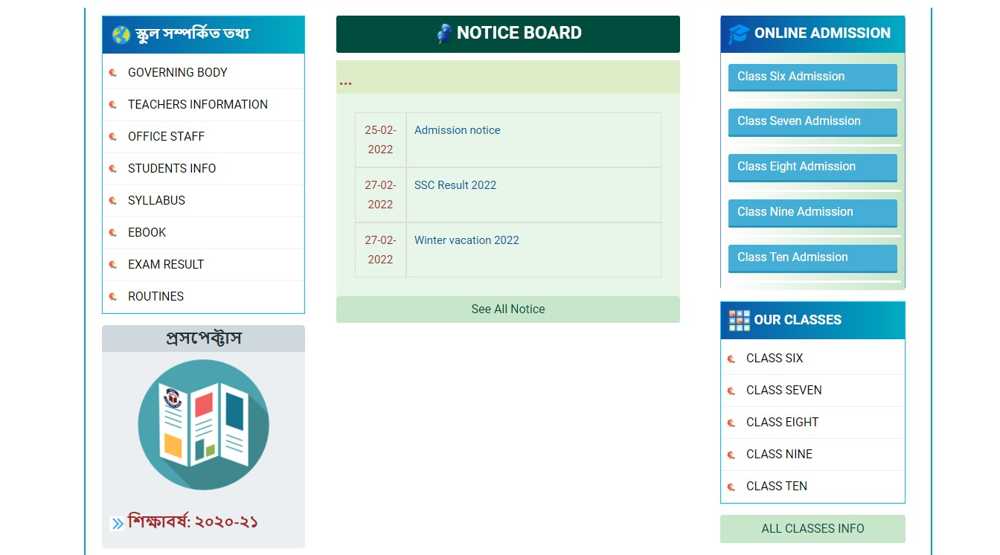 স্কুল সম্পর্কিত তথ্য
GOVERNING BODY
TEACHERS INFORMATION
OFFICE STAFF
STUDENTS INFO
SYLLABUS
EBOOK
EXAM RESULT
ROUTINES
প্রসপেক্টাস
শিক্ষাবর্ষ: ২০২০-২১
NOTICE BOARD
...
25-02-
2022
Admission notice
27-02-
2022
SSC Result 2022
27-02-
2022
Winter vacation 2022
See All Notice
ONLINE ADMISSION
Class Six Admission
Class Seven Admission
Class Eight Admission
Class Nine Admission
Class Ten Admission
OUR CLASSES
CLASS SIX
CLASS SEVEN
CLASS EIGHT
CLASS NINE
CLASS TEN
ALL CLASSES INFO